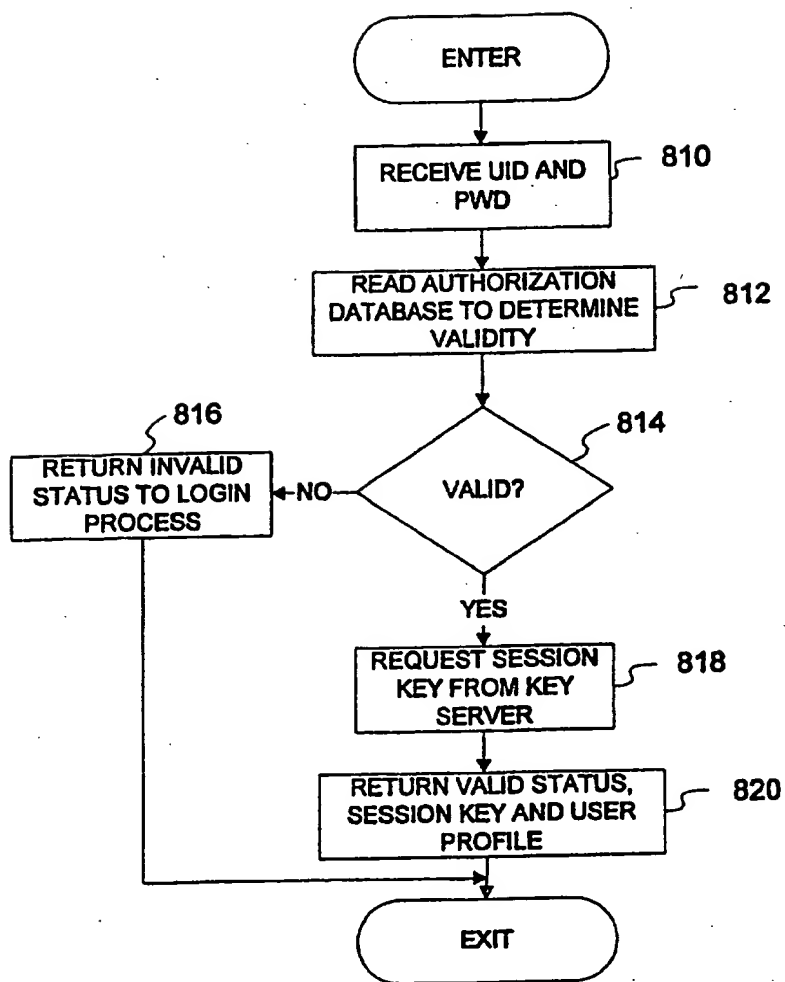 ENTER
RECEIVE UID AND
PWD
810
READ AUTHORIZATION
DATABASE TO DETERMINE
VALIDITY
812
816
RETURN INVALID
STATUS TO LOGIN
PROCESS
NO
VALID?
814
YES
REQUEST SESSION
KEY FROM KEY
SERVER
818
RETURN VALID STATUS,
SESSION KEY AND USER
PROFILE
820
EXIT